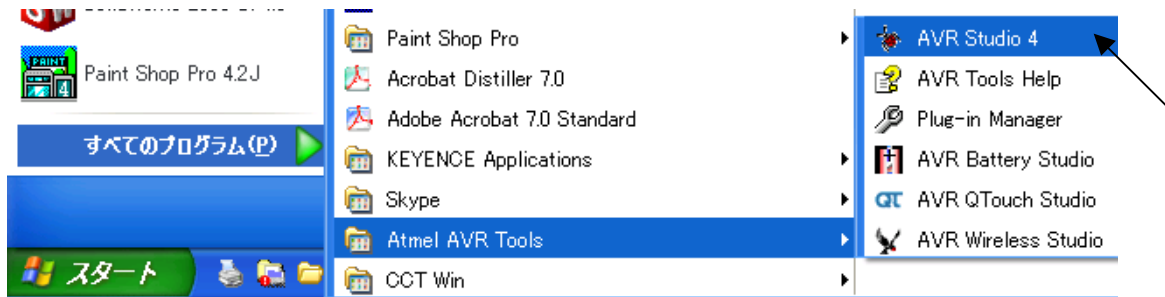 Paint Shop Pro 4.2J
すべてのプログラム(P)
スタート
Paint Shop Pro
Acrobat Distiller 7.0
Adobe Acrobat 7.0 Standard
KEYENCE Applications
Skype
Atmel AVR Tools
CCT Win
AVR Studio 4
AVR Tools Help
Plug-in Manager
AVR Battery Studio
AVR QTouch Studio
AVR Wireless Studio